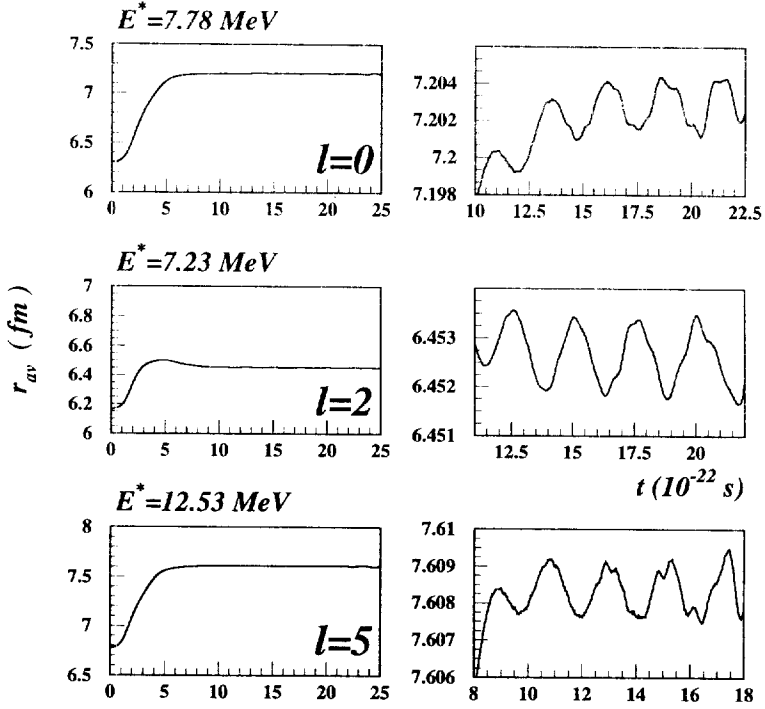 E*=7.78 MeV
7.5
7
6.5
6
0 5 10 15 20 25
l=0
7.204
7.202
7.2
7.198
10 12.5 15 17.5 20 22.5
E*=7.23 MeV
r_av (fm)
7
6.8
6.6
6.4
6.2
6
0 5 10 15 20 25
l=2
6.453
6.452
6.451
12.5 15 17.5 20
t (10^-22 s)
E*=12.53 MeV
8
7.5
7
6.5
0 5 10 15 20 25
l=5
7.61
7.609
7.608
7.607
7.606
8 10 12 14 16 18